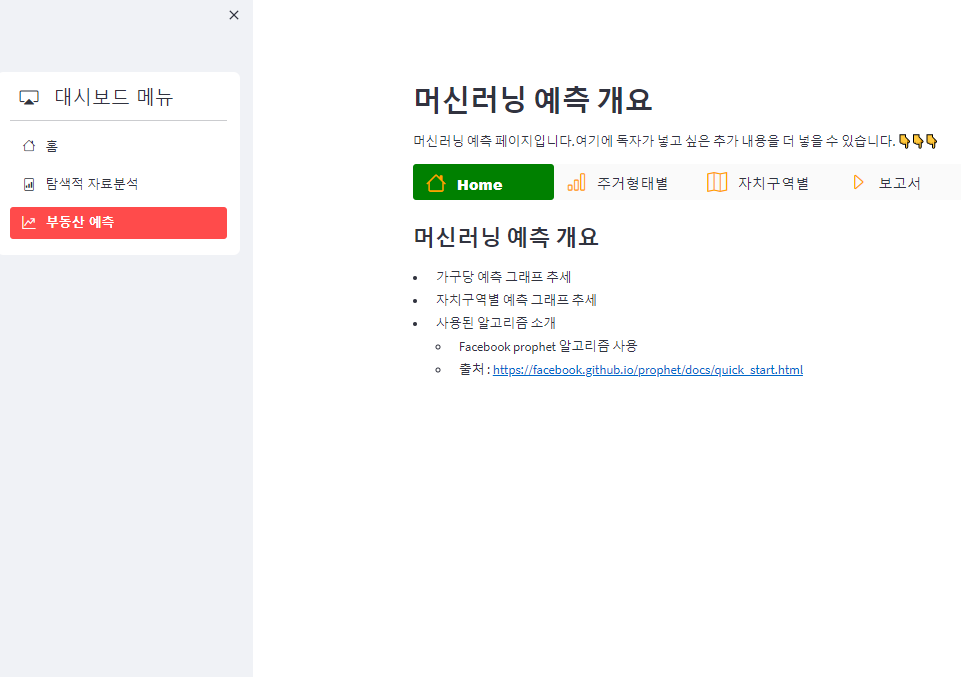 대시보드 메뉴
홈
탐색적 자료분석
부동산 예측
머신러닝 예측 개요
머신러닝 예측 페이지입니다.여기에 독자가 넣고 싶은 추가 내용을 더 넣을 수 있습니다. 👇👇👇
Home 주거형태별 자치구역별 보고서
머신러닝 예측 개요
• 가구당 예측 그래프 추세
• 자치구역별 예측 그래프 추세
• 사용된 알고리즘 소개
◦ Facebook prophet 알고리즘 사용
◦ 출처 : https://facebook.github.io/prophet/docs/quick_start.html